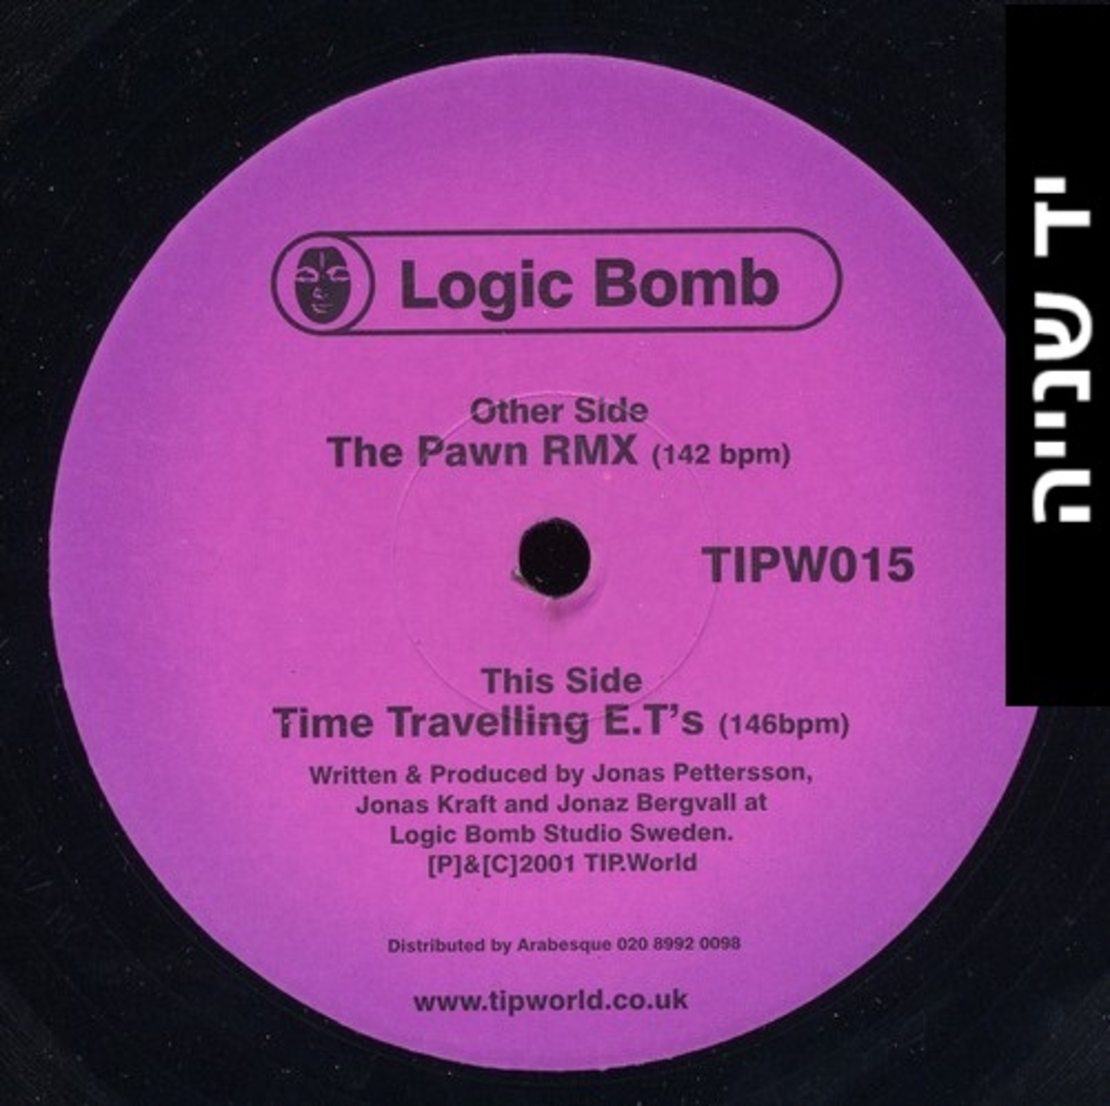 Logic Bomb
Other Side
The Pawn RMX (142 bpm)
TIPW015
This Side
Time Travelling E.T's (146bpm)
Written & Produced by Jonas Pettersson,
Jonas Kraft and Jonaz Bergvall at
Logic Bomb Studio Sweden.
[P]&[C]2001 TIP.World
Distributed by Arabesque 020 8992 0098
www.tipworld.co.uk
יד שנייה